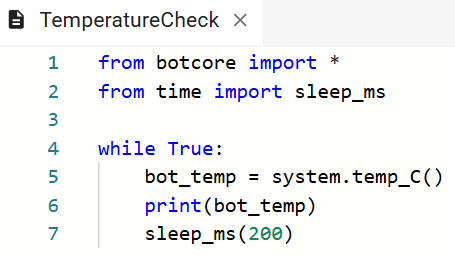 TemperatureCheck ×
1 from botcore import *
2 from time import sleep_ms
3
4 while True:
5     bot_temp = system.temp_C()
6     print(bot_temp)
7     sleep_ms(200)